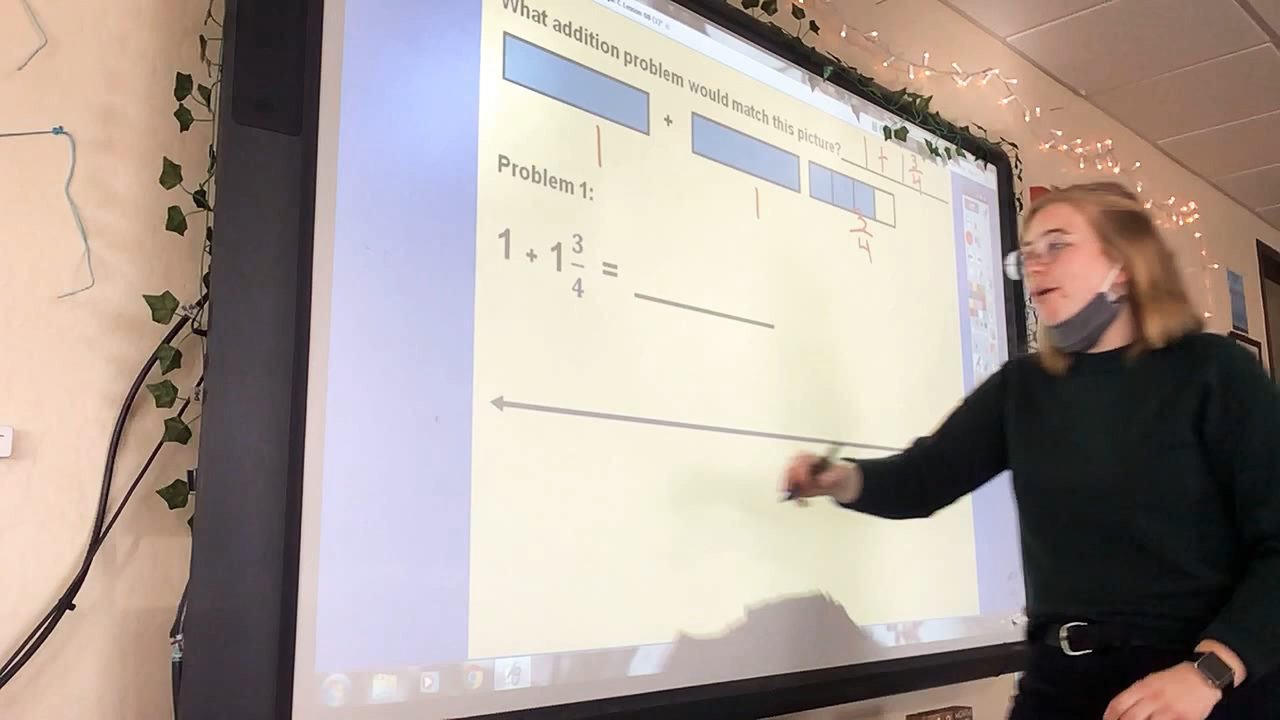 What addition problem would match this picture? 1 + 1 3/4
+
1
1
3/4
Problem 1:
1 + 1 3/4 = ____